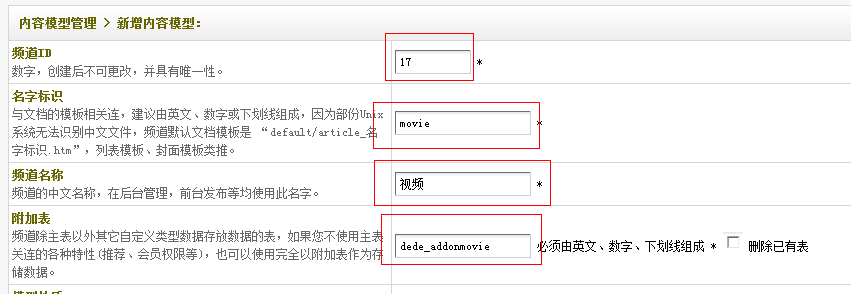 内容模型管理 > 新增内容模型：
频道ID
数字，创建后不可更改，并具有唯一性。
17 *
名字标识
与文档的模板相关连，建议由英文、数字或下划线组成，因为部份Unix
系统无法识别中文文件，频道默认文档模板是 “default/article_名
字标识.htm”，列表模板、封面模板类推。
movie *
频道名称
频道的中文名称，在后台管理，前台发布等均使用此名字。
视频 *
附加表
频道除主表以外其它自定义类型数据存放数据的表，如果您不使用主表
关连的各种特性(推荐、会员权限等)，也可以使用完全以附加表作为存
储数据。
dede_addonmovie 必须由英文、数字、下划线组成 * 删除已有表